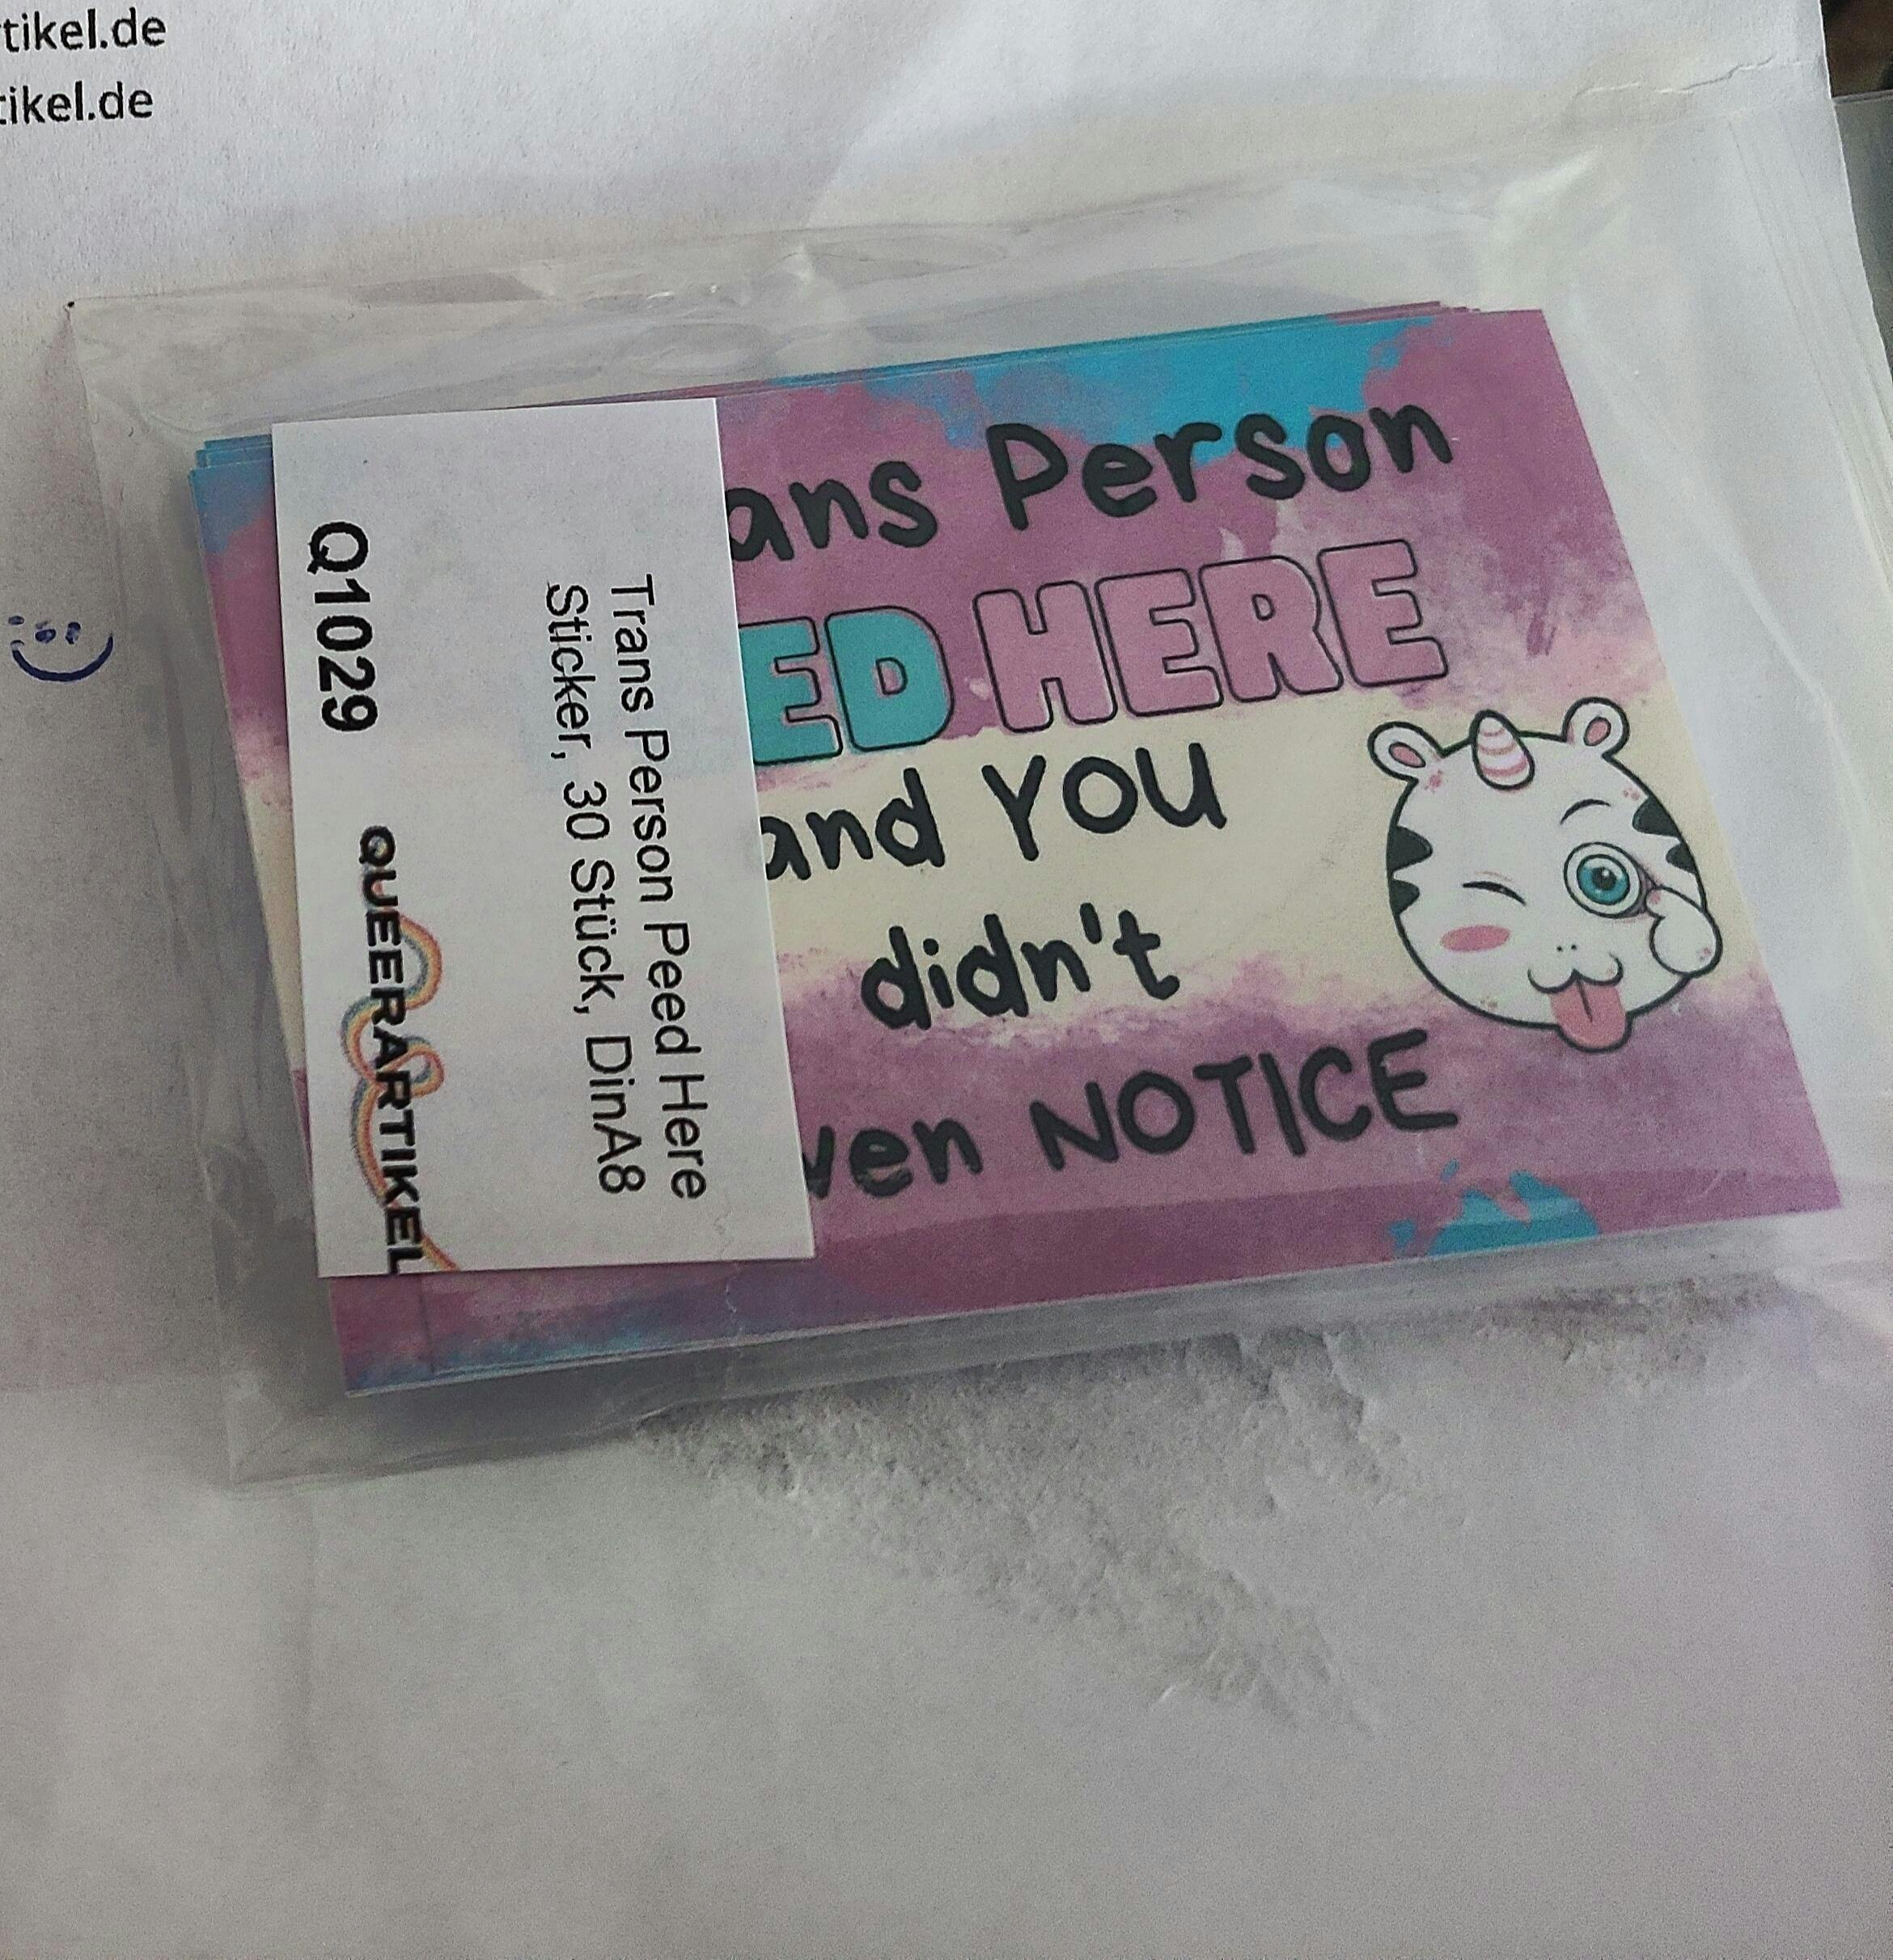 tikel.de
tikel.de
:)
Q1029
QUEERARTIKEL
Trans Person Peed Here
Sticker, 30 Stück, DinA8
ans Person
ED HERE
and YOU
didn't
ven NOTICE